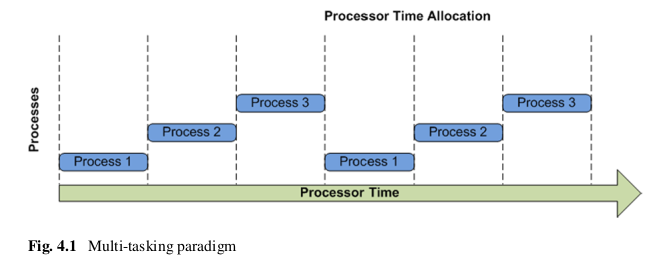 Processor Time Allocation
Processes
Process 3
Process 3
Process 2
Process 2
Process 1
Process 1
Processor Time
Fig. 4.1 Multi-tasking paradigm